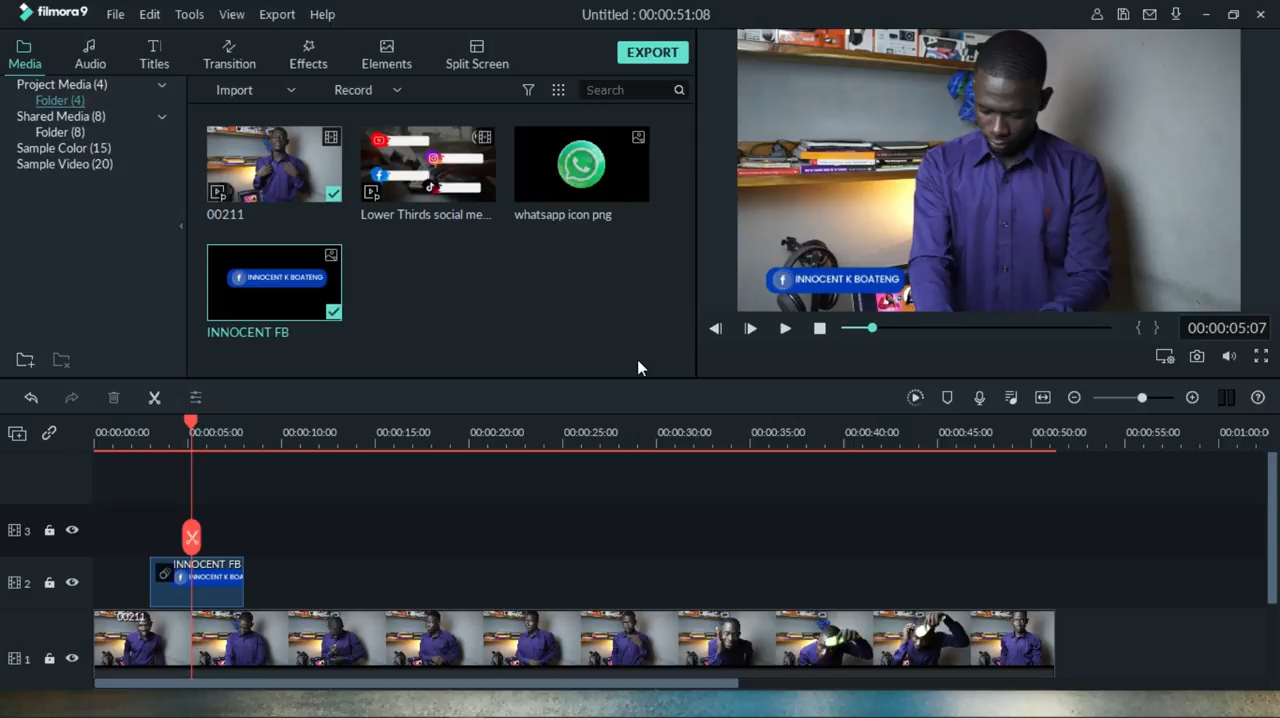 filmora9 File Edit Tools View Export Help Untitled : 00:00:51:08
Media Audio Titles Transition Effects Elements Split Screen EXPORT
Project Media (4)
Folder (4)
Shared Media (8)
Folder (8)
Sample Color (15)
Sample Video (20)
Import Record Search
00211 Lower Thirds social me... whatsapp icon png
INNOCENT K BOATENG
INNOCENT FB
INNOCENT K BOATENG
00:00:05:07
00:00:00:00 00:00:05:00 00:00:10:00 00:00:15:00 00:00:20:00 00:00:25:00 00:00:30:00 00:00:35:00 00:00:40:00 00:00:45:00 00:00:50:00 00:00:55:00 00:01:00:0
3
INNOCENT FB
2 INNOCENT K BOA
00211
1